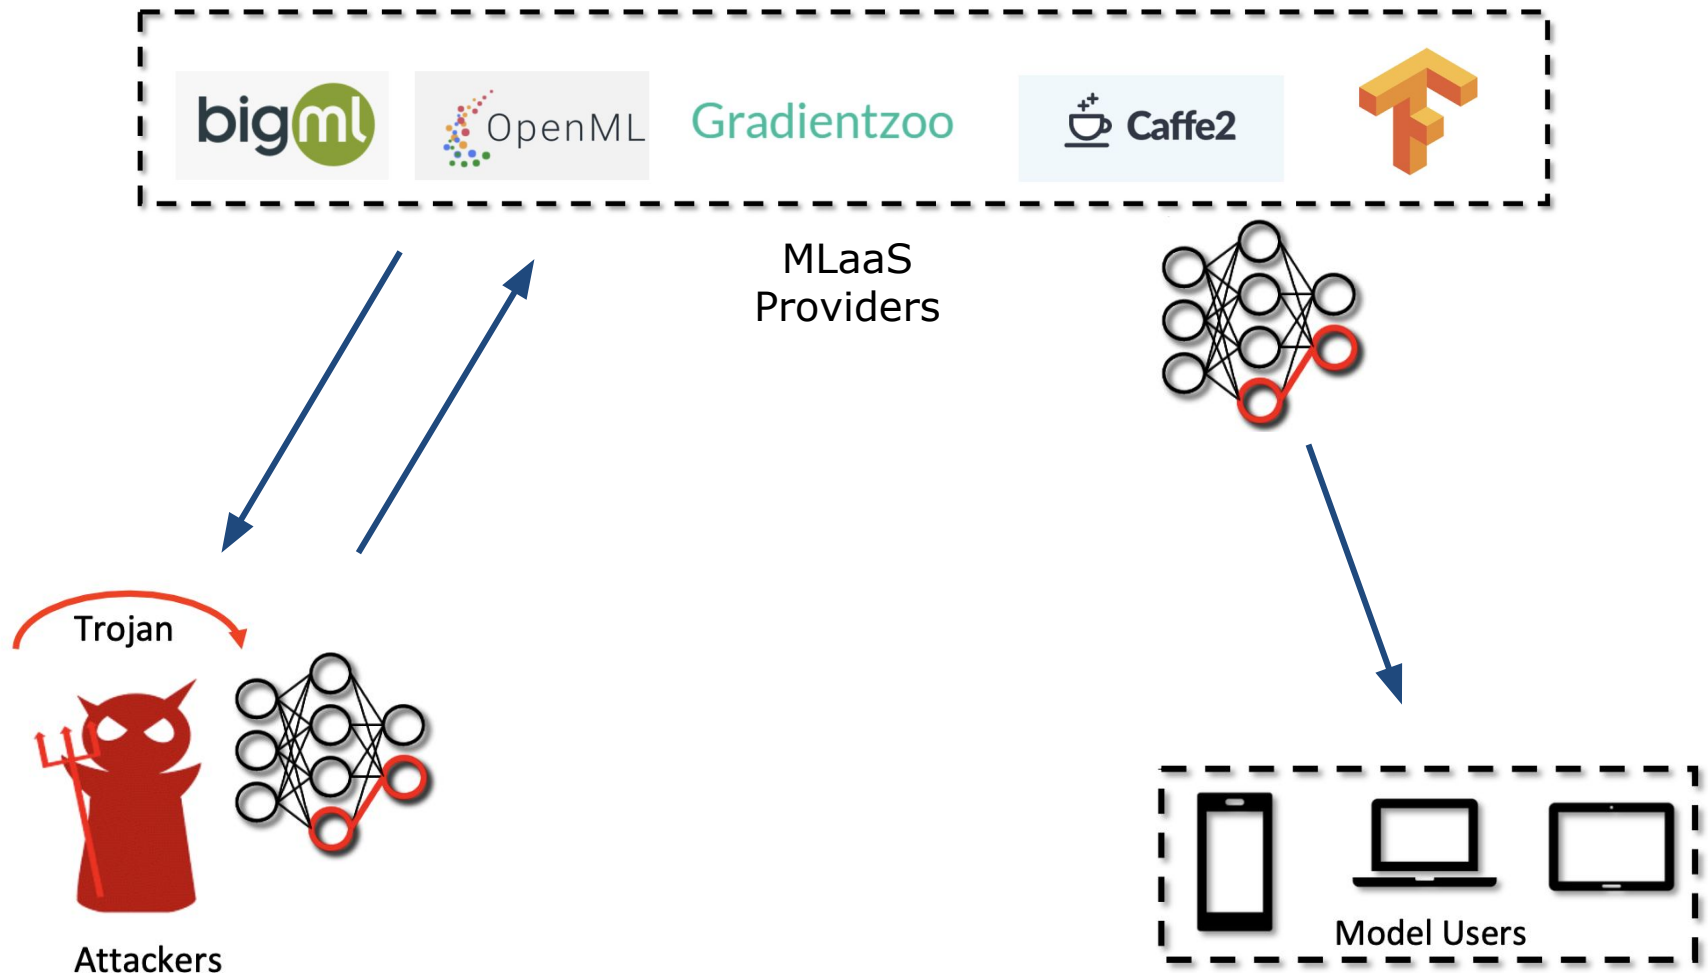 bigml
OpenML
Gradientzoo
Caffe2
MLaaS
Providers
Trojan
Attackers
Model Users